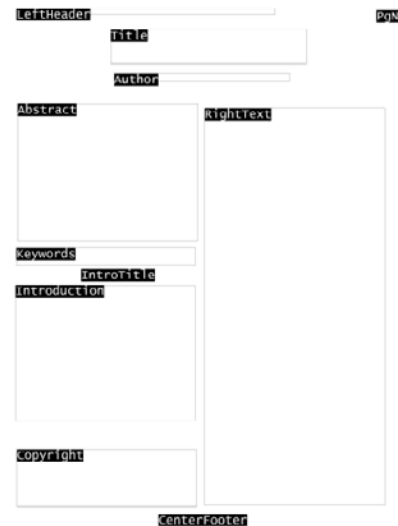 LeftHeader
PgN
Title
Author
Abstract
Keywords
IntroTitle
Introduction
Copyright
RightText
CenterFooter